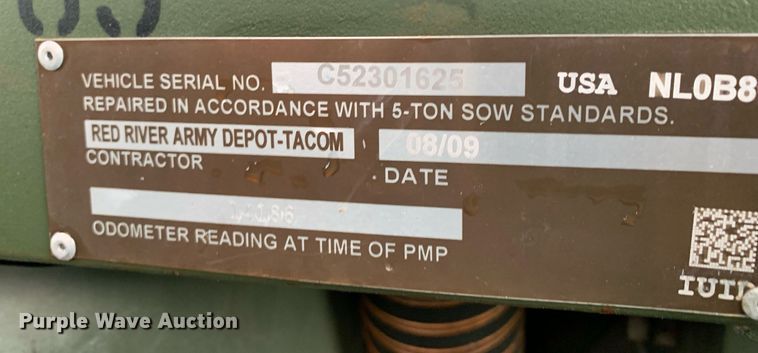 VEHICLE SERIAL NO. C52301625 USA NL0B8
REPAIRED IN ACCORDANCE WITH 5-TON SOW STANDARDS.
RED RIVER ARMY DEPOT-TACOM 08/09
CONTRACTOR DATE
ODOMETER READING AT TIME OF PMP
IUID
Purple Wave Auction